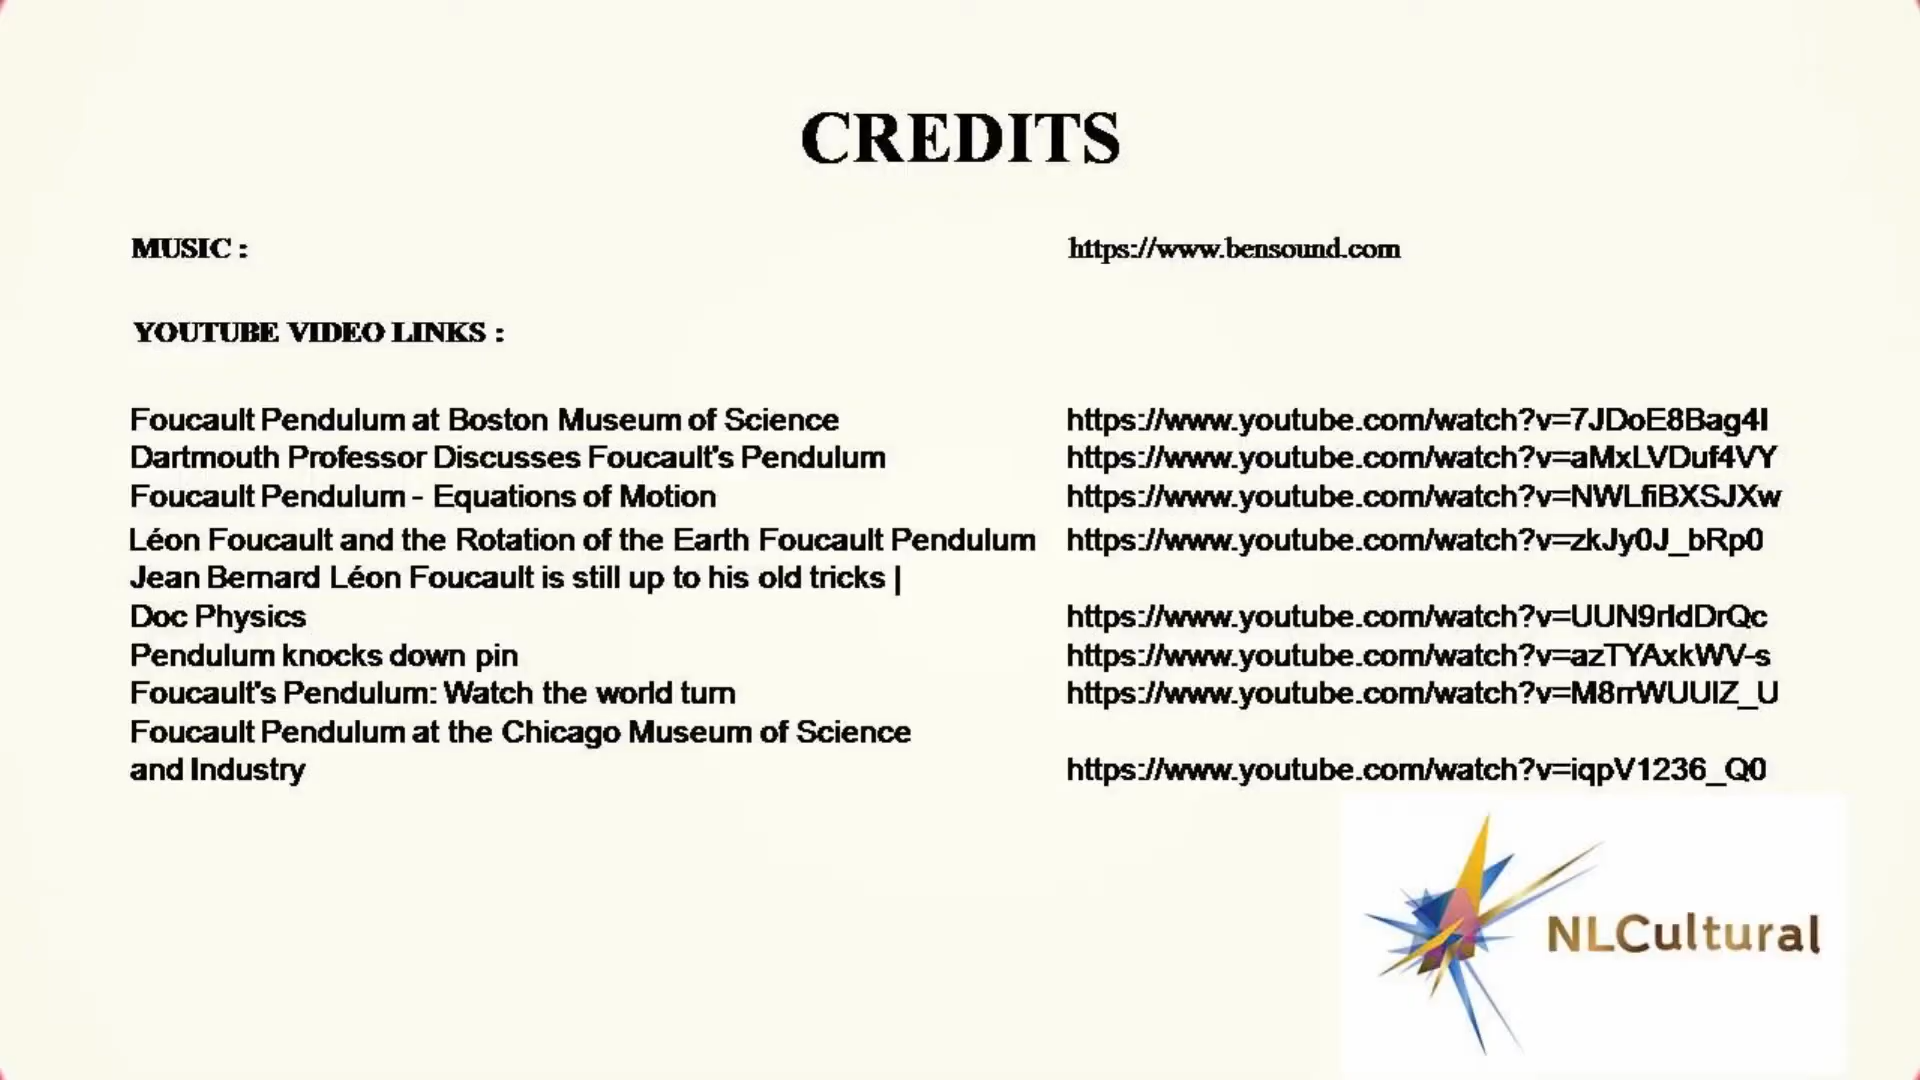 CREDITS
MUSIC : https://www.bensound.com
YOUTUBE VIDEO LINKS :
Foucault Pendulum at Boston Museum of Science https://www.youtube.com/watch?v=7JDoE8Bag4I
Dartmouth Professor Discusses Foucault's Pendulum https://www.youtube.com/watch?v=aMxLVDuf4VY
Foucault Pendulum - Equations of Motion https://www.youtube.com/watch?v=NWLfiBXSJXw
Léon Foucault and the Rotation of the Earth Foucault Pendulum https://www.youtube.com/watch?v=zkJy0J_bRp0
Jean Bernard Léon Foucault is still up to his old tricks |
Doc Physics https://www.youtube.com/watch?v=UUN9rIdDrQc
Pendulum knocks down pin https://www.youtube.com/watch?v=azTYAxkWV-s
Foucault's Pendulum: Watch the world turn https://www.youtube.com/watch?v=M8rrWUUIZ_U
Foucault Pendulum at the Chicago Museum of Science
and Industry https://www.youtube.com/watch?v=iqpV1236_Q0
NLCultural